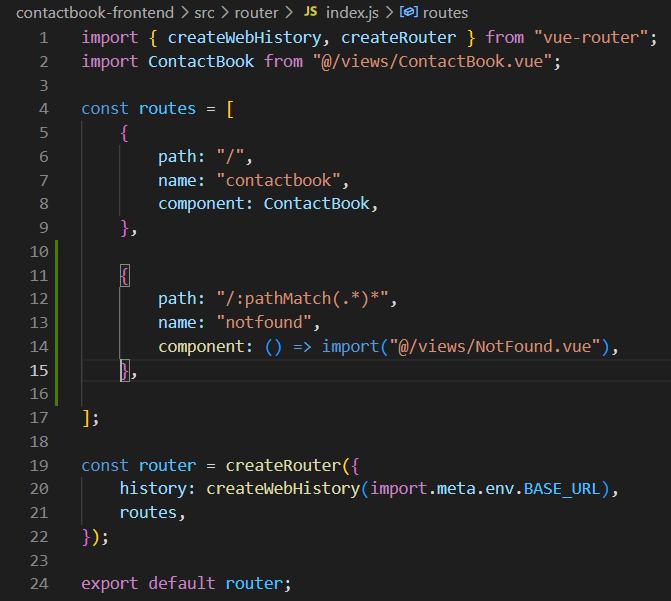 contactbook-frontend > src > router > JS index.js > routes
1 import { createWebHistory, createRouter } from "vue-router";
2 import ContactBook from "@/views/ContactBook.vue";
3
4 const routes = [
5     {
6         path: "/",
7         name: "contactbook",
8         component: ContactBook,
9     },
10
11     {
12         path: "/:pathMatch(.*)*",
13         name: "notfound",
14         component: () => import("@/views/NotFound.vue"),
15     },
16
17 ];
18
19 const router = createRouter({
20     history: createWebHistory(import.meta.env.BASE_URL),
21     routes,
22 });
23
24 export default router;